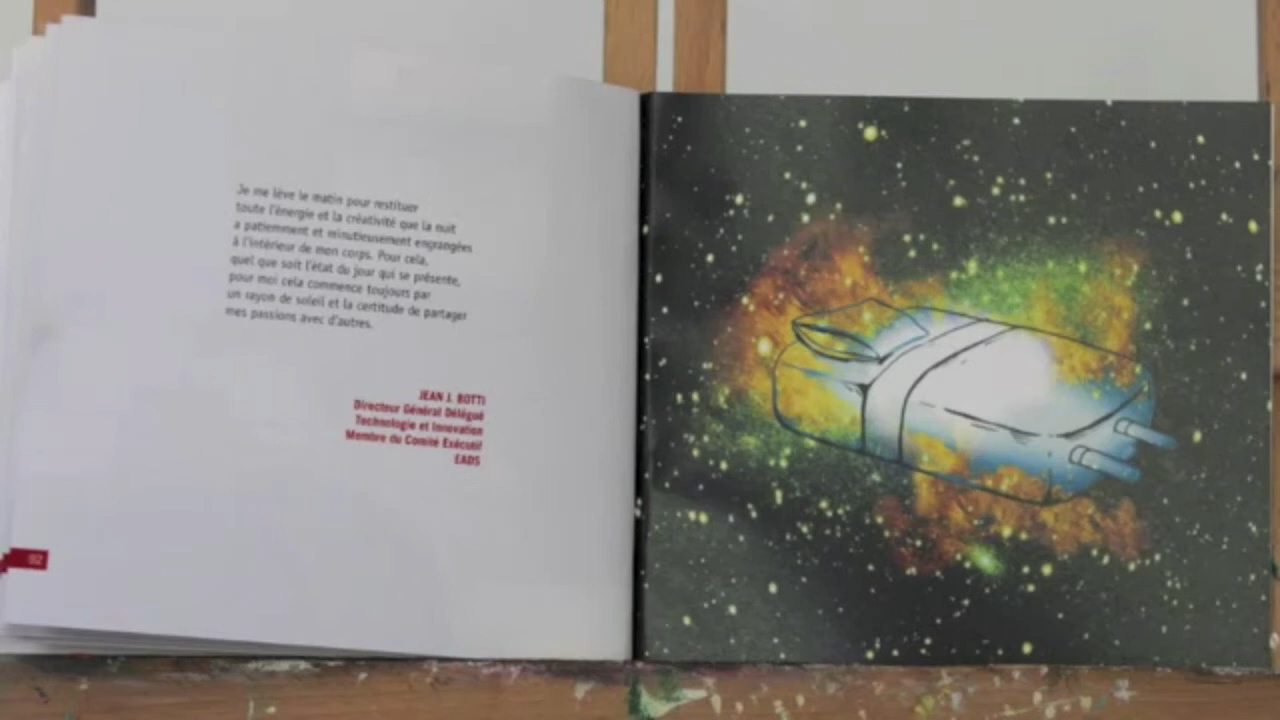 Je me lève le matin pour restituer
toute l'énergie et la créativité que la nuit
a patiemment et minutieusement engrangées
à l'intérieur de mon corps. Pour cela,
quel que soit l'état du jour qui se présente,
pour moi cela commence toujours par
un rayon de soleil et la certitude de partager
mes passions avec d'autres.
JEAN J. BOTTI
Directeur Général Délégué
Technologie et Innovation
Membre du Comité Exécutif
EADS